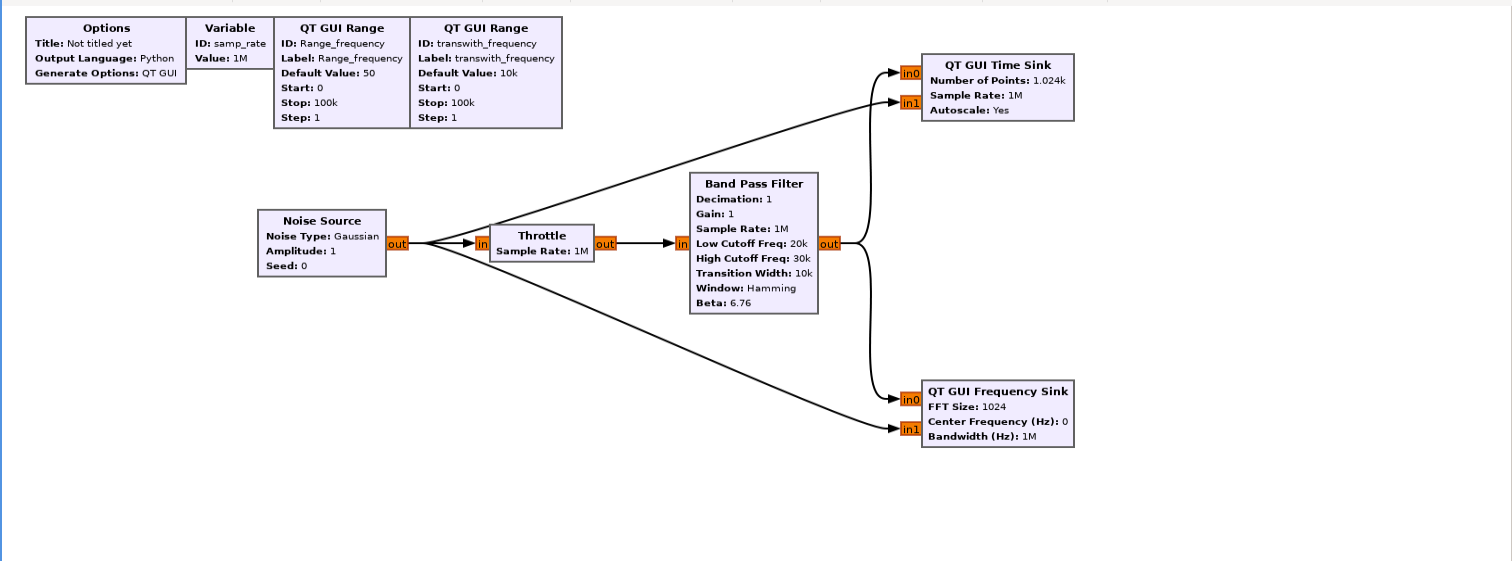 Options
Title: Not titled yet
Output Language: Python
Generate Options: QT GUI
Variable
ID: samp_rate
Value: 1M
QT GUI Range
ID: Range_frequency
Label: Range_frequency
Default Value: 50
Start: 0
Stop: 100k
Step: 1
QT GUI Range
ID: transwith_frequency
Label: transwith_frequency
Default Value: 10k
Start: 0
Stop: 100k
Step: 1
Noise Source
Noise Type: Gaussian
Amplitude: 1
Seed: 0
out
in
Throttle
Sample Rate: 1M
out
in
Band Pass Filter
Decimation: 1
Gain: 1
Sample Rate: 1M
Low Cutoff Freq: 20k
High Cutoff Freq: 30k
Transition Width: 10k
Window: Hamming
Beta: 6.76
out
in0
in1
QT GUI Time Sink
Number of Points: 1.024k
Sample Rate: 1M
Autoscale: Yes
in0
in1
QT GUI Frequency Sink
FFT Size: 1024
Center Frequency (Hz): 0
Bandwidth (Hz): 1M